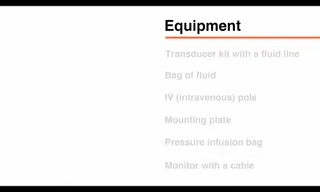 Equipment
Transducer kit with a fluid line
Bag of fluid
IV (intravenous) pole
Mounting plate
Pressure infusion bag
Monitor with a cable